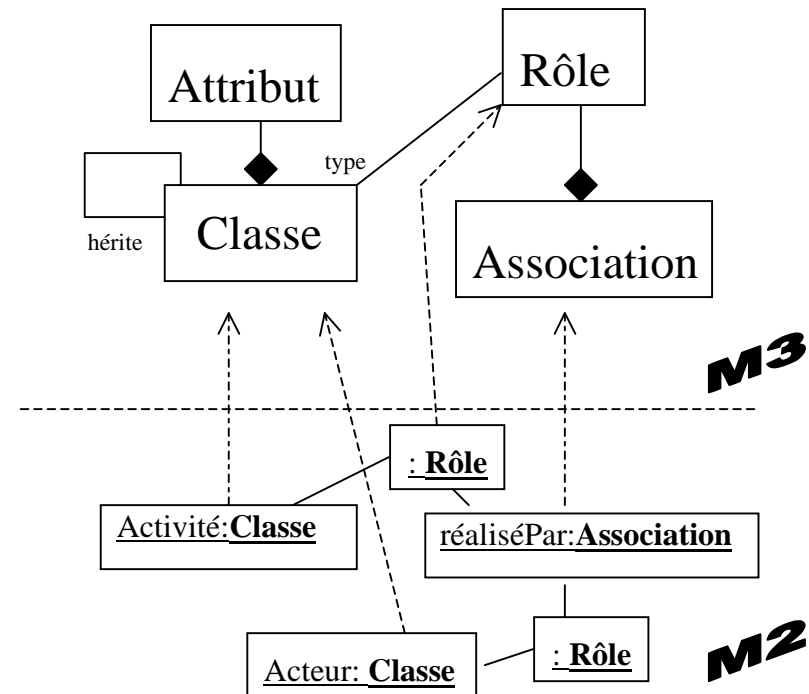 Attribut
Rôle
type
Classe
hérite
Association
M3
: Rôle
Activité:Classe
réaliséPar:Association
Acteur: Classe
: Rôle
M2